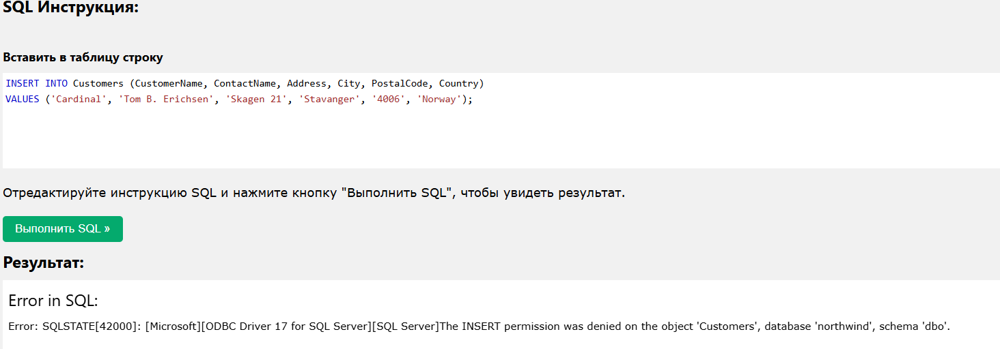 SQL Инструкция:
Вставить в таблицу строку
INSERT INTO Customers (CustomerName, ContactName, Address, City, PostalCode, Country)
VALUES ('Cardinal', 'Tom B. Erichsen', 'Skagen 21', 'Stavanger', '4006', 'Norway');
Отредактируйте инструкцию SQL и нажмите кнопку "Выполнить SQL", чтобы увидеть результат.
Выполнить SQL »
Результат:
Error in SQL:
Error: SQLSTATE[42000]: [Microsoft][ODBC Driver 17 for SQL Server][SQL Server]The INSERT permission was denied on the object 'Customers', database 'northwind', schema 'dbo'.